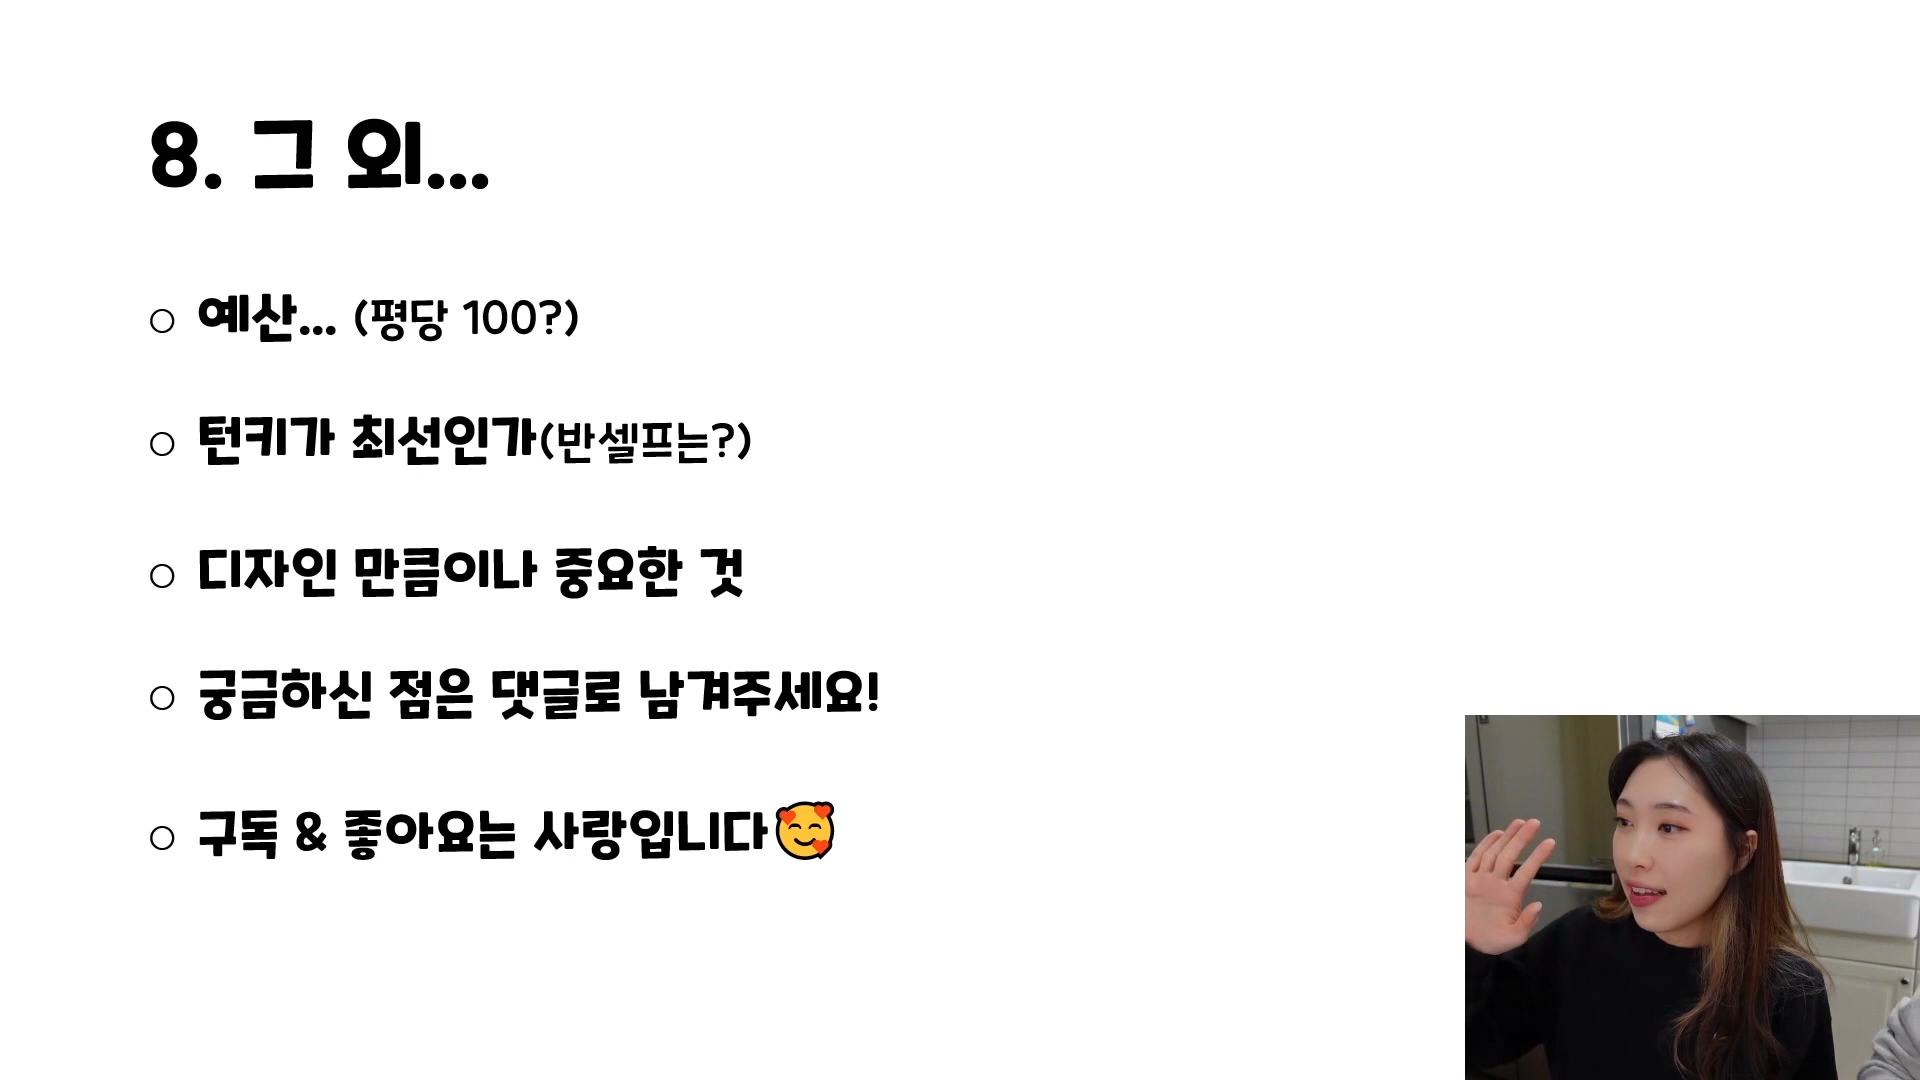 8. 그 외...
예산... (평당 100?)
턴키가 최선인가(반셀프는?)
디자인 만큼이나 중요한 것
궁금하신 점은 댓글로 남겨주세요!
구독 & 좋아요는 사랑입니다🥰